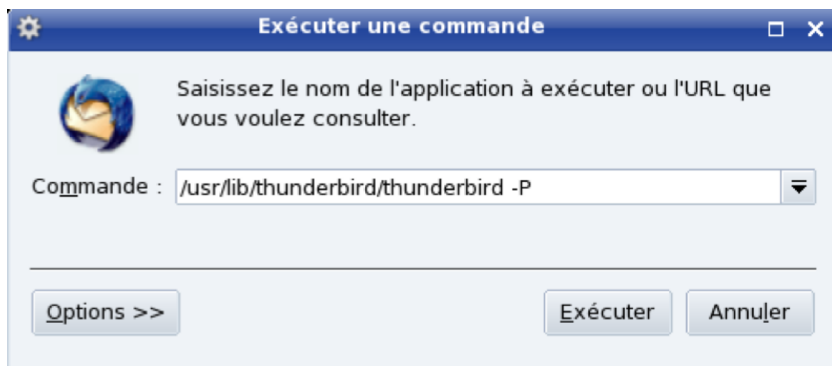 Exécuter une commande
Saisissez le nom de l'application à exécuter ou l'URL que
vous voulez consulter.
Commande : /usr/lib/thunderbird/thunderbird -P
Options >> Exécuter Annuler